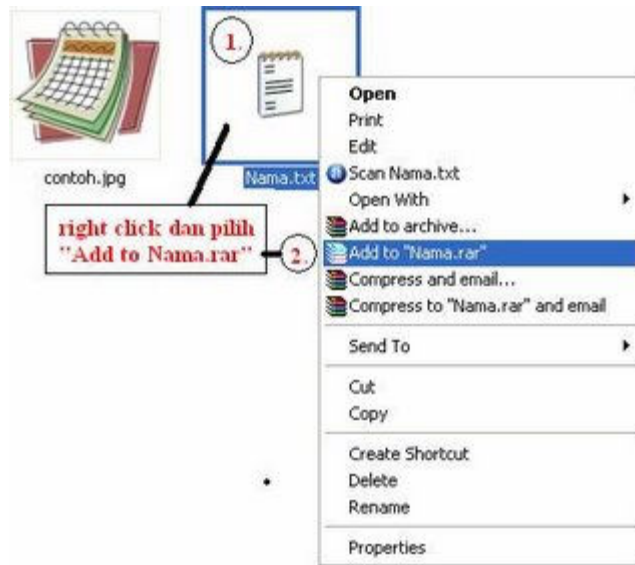 1.
contoh.jpg
Nama.txt
right click dan pilih
"Add to Nama.rar"
2.
Open
Print
Edit
Scan Nama.txt
Open With
Add to archive...
Add to "Nama.rar"
Compress and email...
Compress to "Nama.rar" and email
Send To
Cut
Copy
Create Shortcut
Delete
Rename
Properties